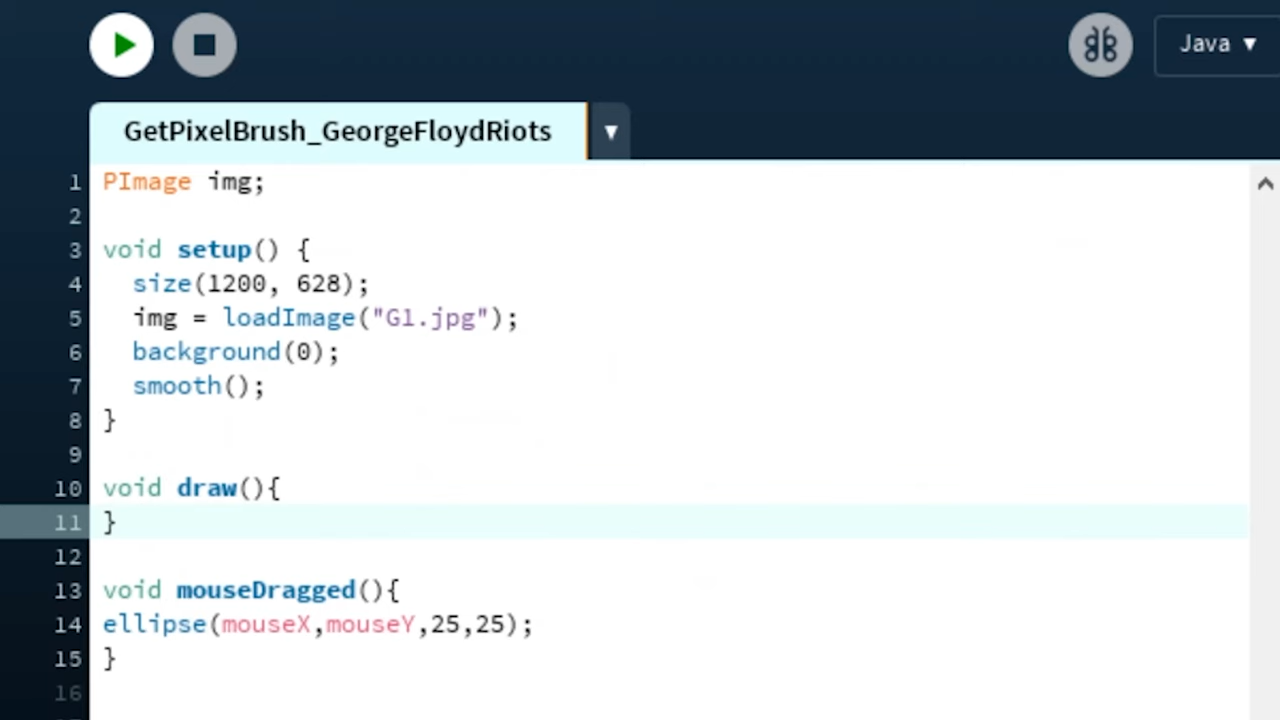 Java ▼
GetPixelBrush_GeorgeFloydRiots ▼
1 PImage img;
2
3 void setup() {
4   size(1200, 628);
5   img = loadImage("G1.jpg");
6   background(0);
7   smooth();
8 }
9
10 void draw(){
11 }
12
13 void mouseDragged(){
14 ellipse(mouseX,mouseY,25,25);
15 }
16